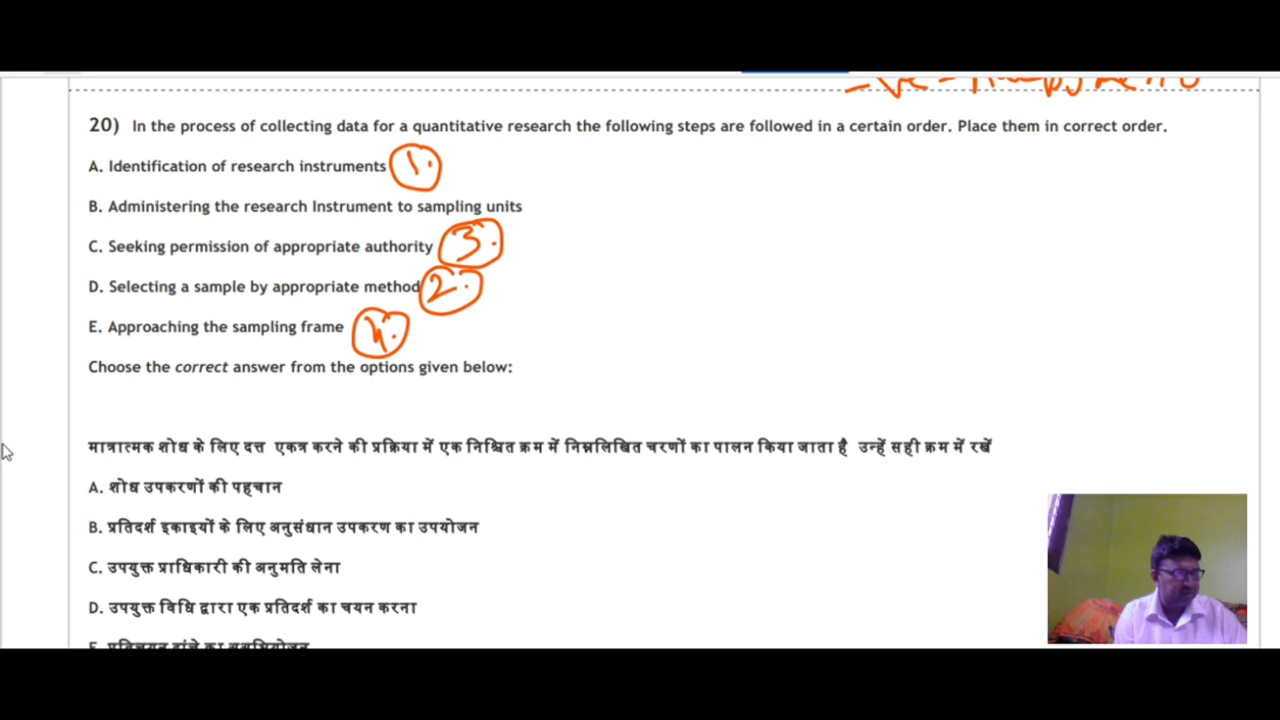 20) In the process of collecting data for a quantitative research the following steps are followed in a certain order. Place them in correct order.
A. Identification of research instruments 1.
B. Administering the research Instrument to sampling units
C. Seeking permission of appropriate authority 3.
D. Selecting a sample by appropriate method 2.
E. Approaching the sampling frame 4.
Choose the correct answer from the options given below:
मात्रात्मक शोध के लिए दत्त एकत्र करने की प्रक्रिया में एक निश्चित क्रम में निम्नलिखित चरणों का पालन किया जाता है उन्हें सही क्रम में रखें
A. शोध उपकरणों की पहचान
B. प्रतिदर्श इकाइयों के लिए अनुसंधान उपकरण का उपयोजन
C. उपयुक्त प्राधिकारी की अनुमति लेना
D. उपयुक्त विधि द्वारा एक प्रतिदर्श का चयन करना